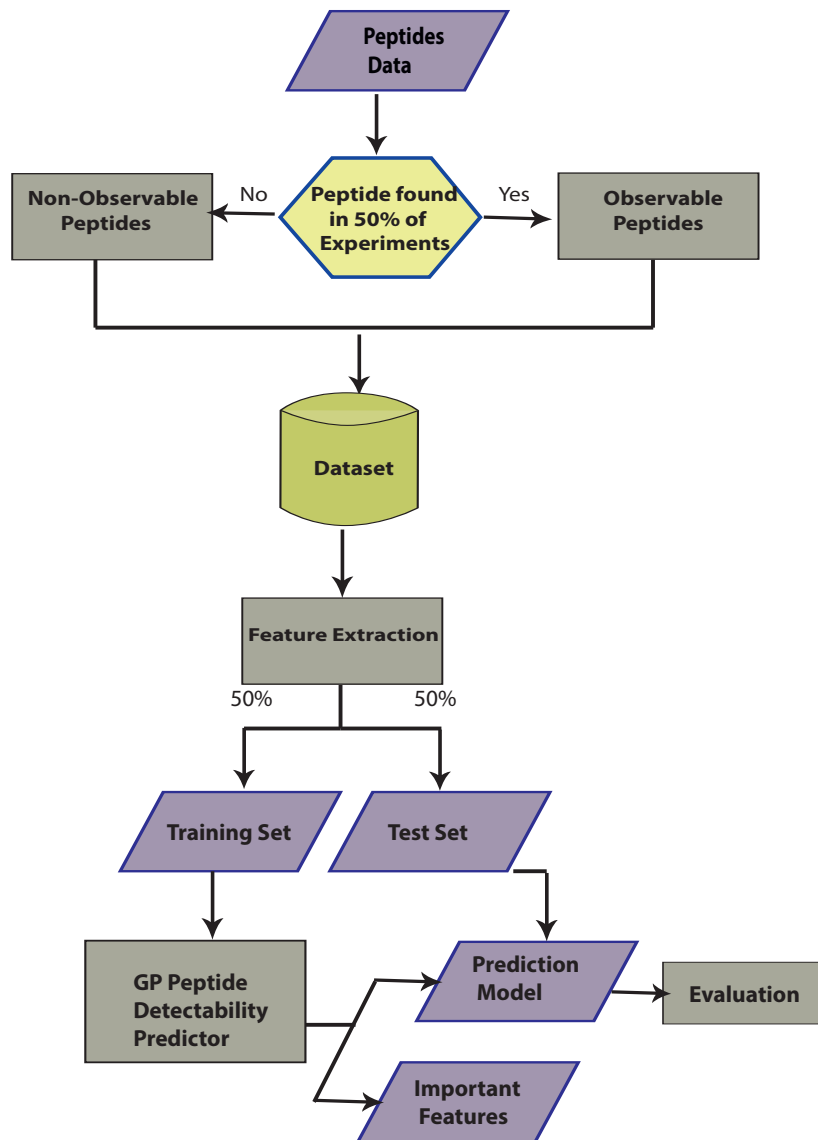 Peptides
Data
No
Yes
Non-Observable
Peptides
Peptide found
in 50% of
Experiments
Observable
Peptides
Dataset
Feature Extraction
50%
50%
Training Set
Test Set
GP Peptide
Detectability
Predictor
Prediction
Model
Evaluation
Important
Features